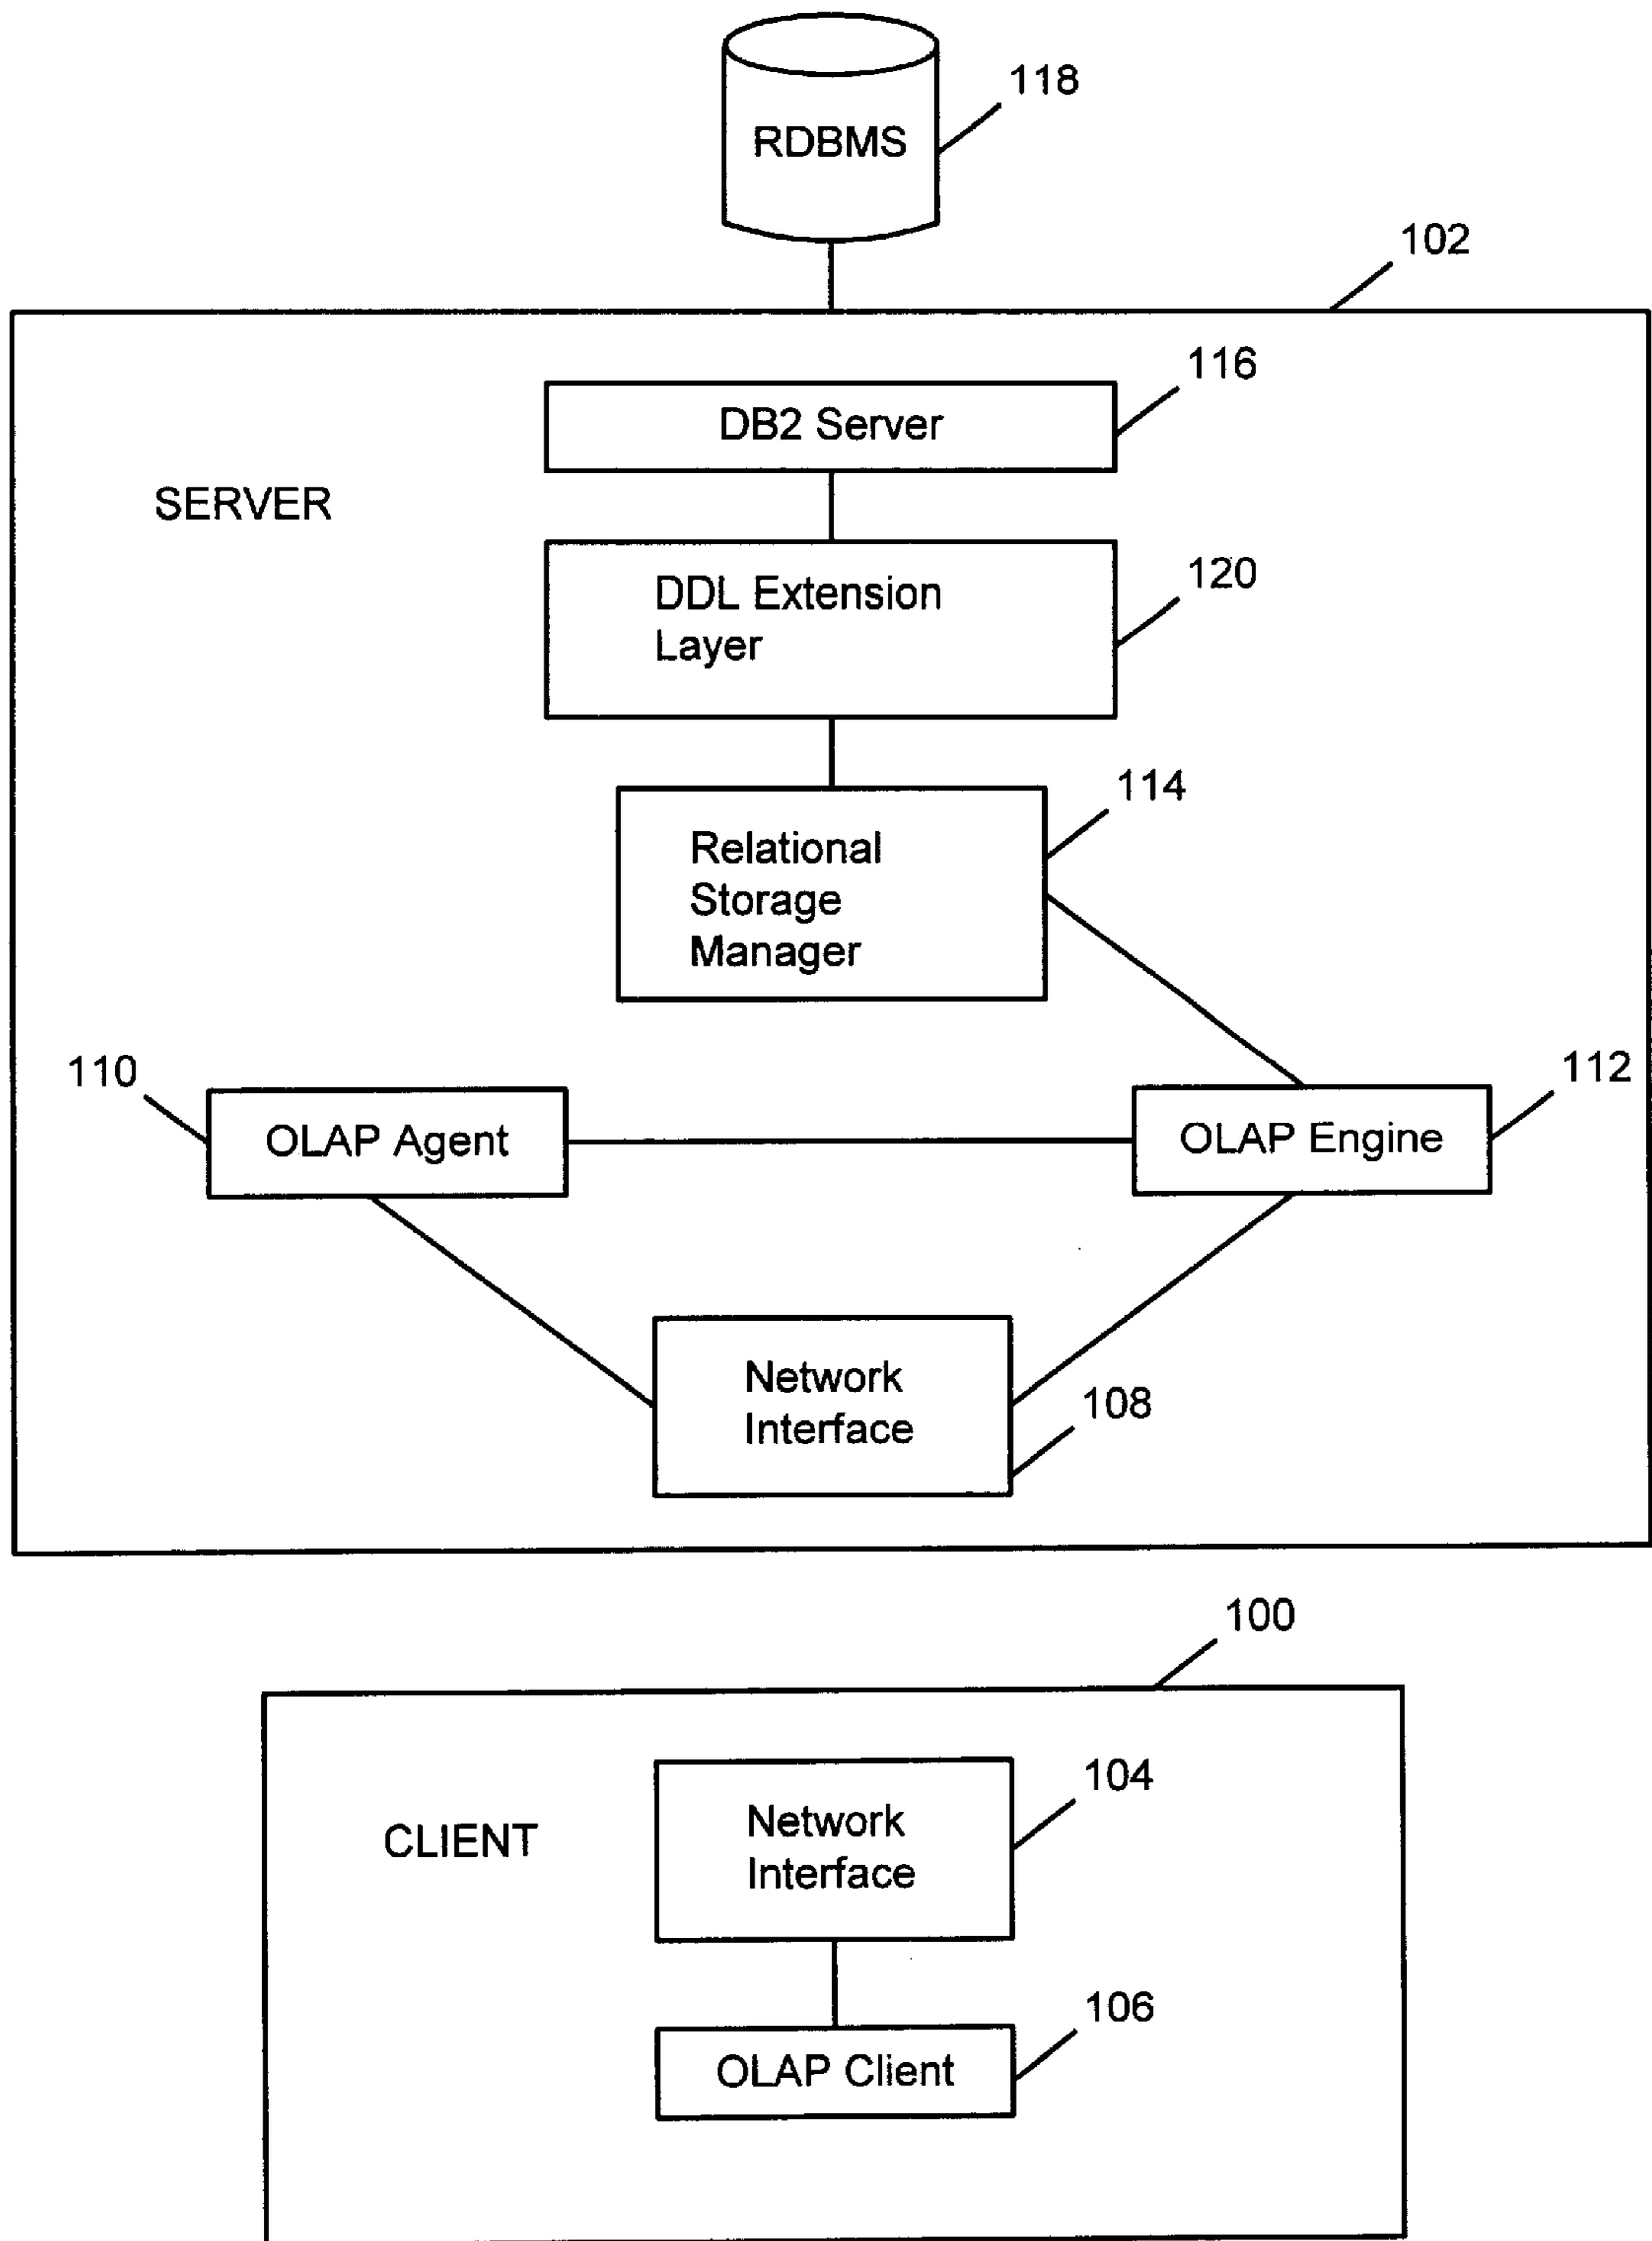 118
RDBMS
102
116
DB2 Server
SERVER
120
DDL Extension
Layer
114
Relational
Storage
Manager
110
112
OLAP Agent
OLAP Engine
Network
Interface
108
100
104
Network
Interface
CLIENT
106
OLAP Client